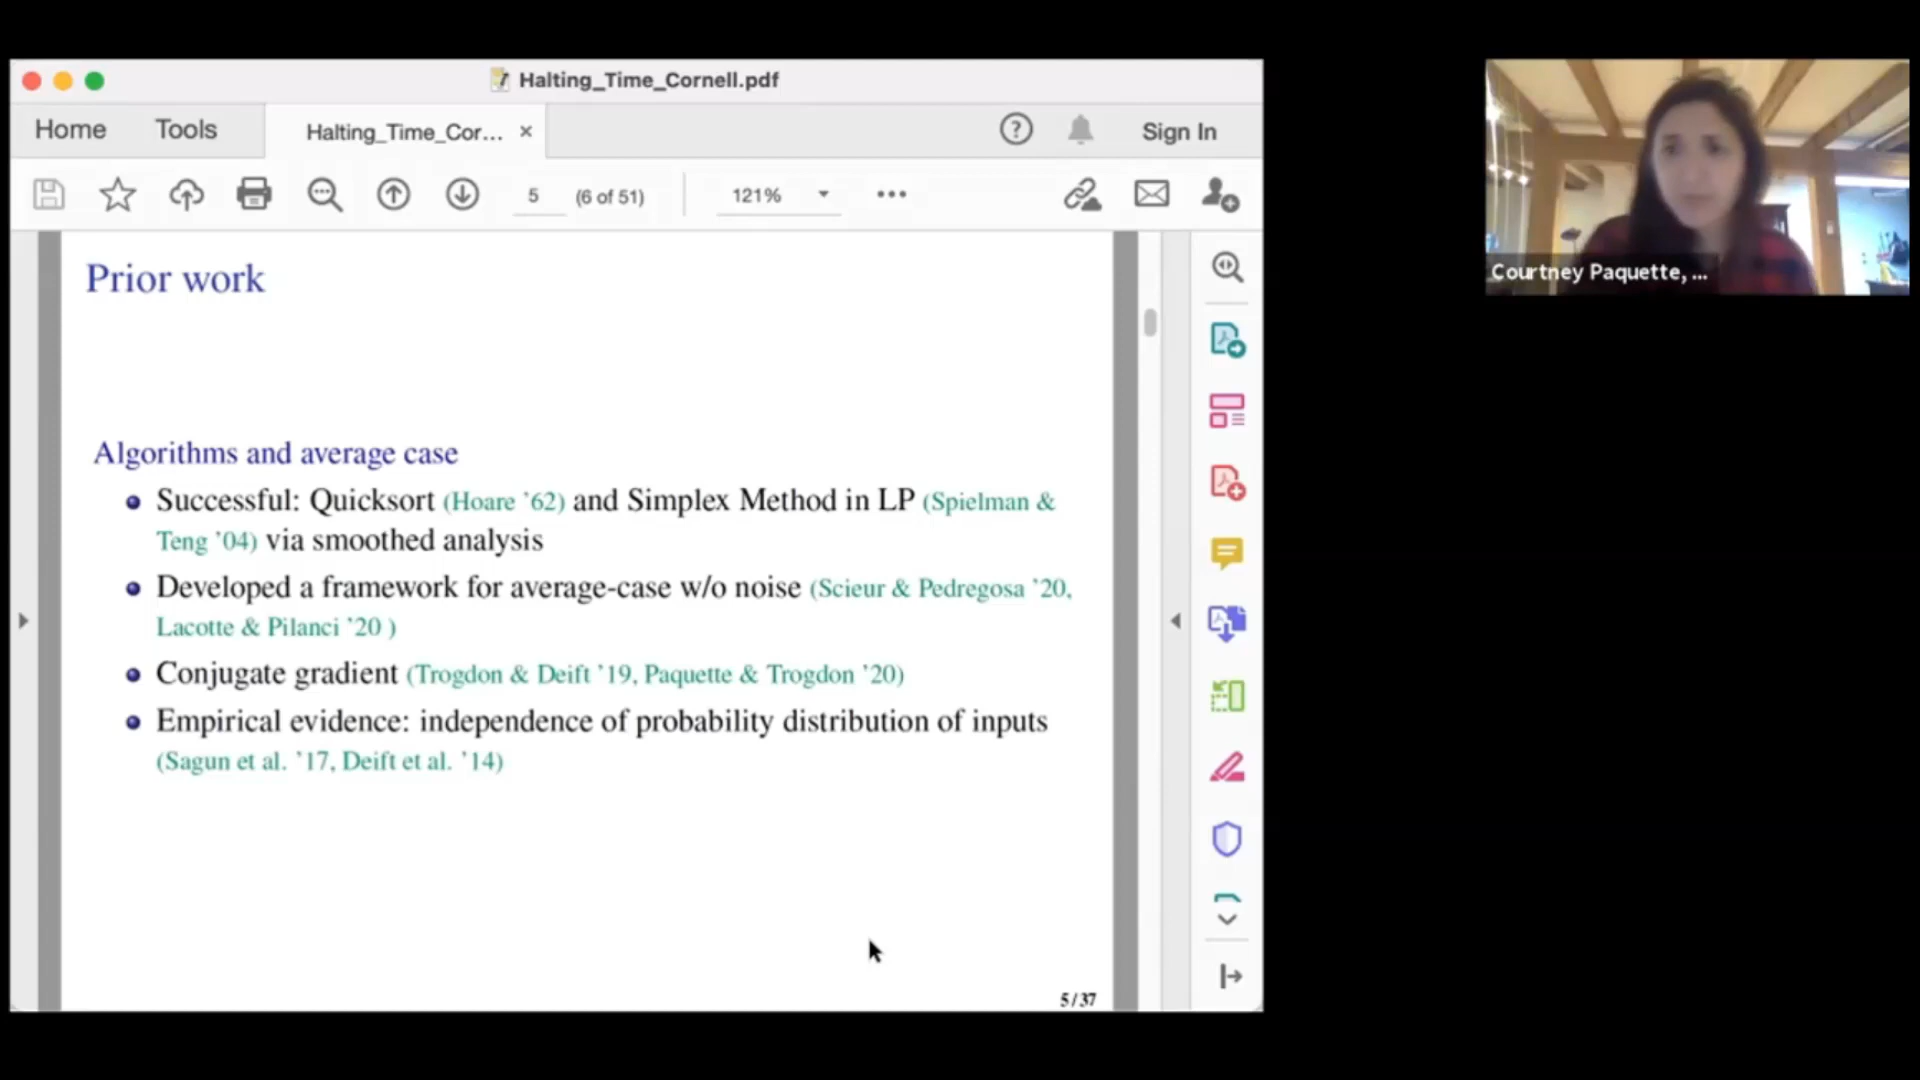 Halting_Time_Cornell.pdf
Home Tools Halting_Time_Cor... × Sign In
5 (6 of 51) 121%
Prior work
Algorithms and average case
Successful: Quicksort (Hoare '62) and Simplex Method in LP (Spielman &
Teng '04) via smoothed analysis
Developed a framework for average-case w/o noise (Scieur & Pedregosa '20,
Lacotte & Pilanci '20 )
Conjugate gradient (Trogdon & Deift '19, Paquette & Trogdon '20)
Empirical evidence: independence of probability distribution of inputs
(Sagun et al. '17, Deift et al. '14)
5/37
Courtney Paquette, ...